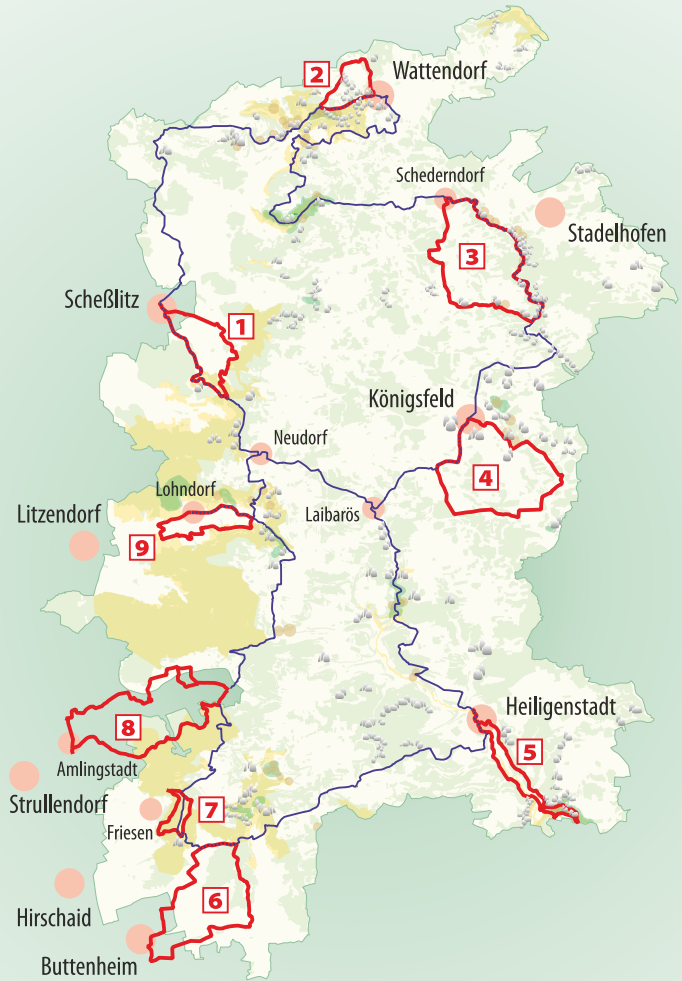 2
Wattendorf
Schederndorf
Stadelhofen
3
Scheßlitz
1
Königsfeld
Neudorf
4
Lohndorf
Laibarös
Litzendorf
9
Heiligenstadt
8
5
Amlingstadt
Strullendorf
7
Friesen
6
Hirschaid
Buttenheim